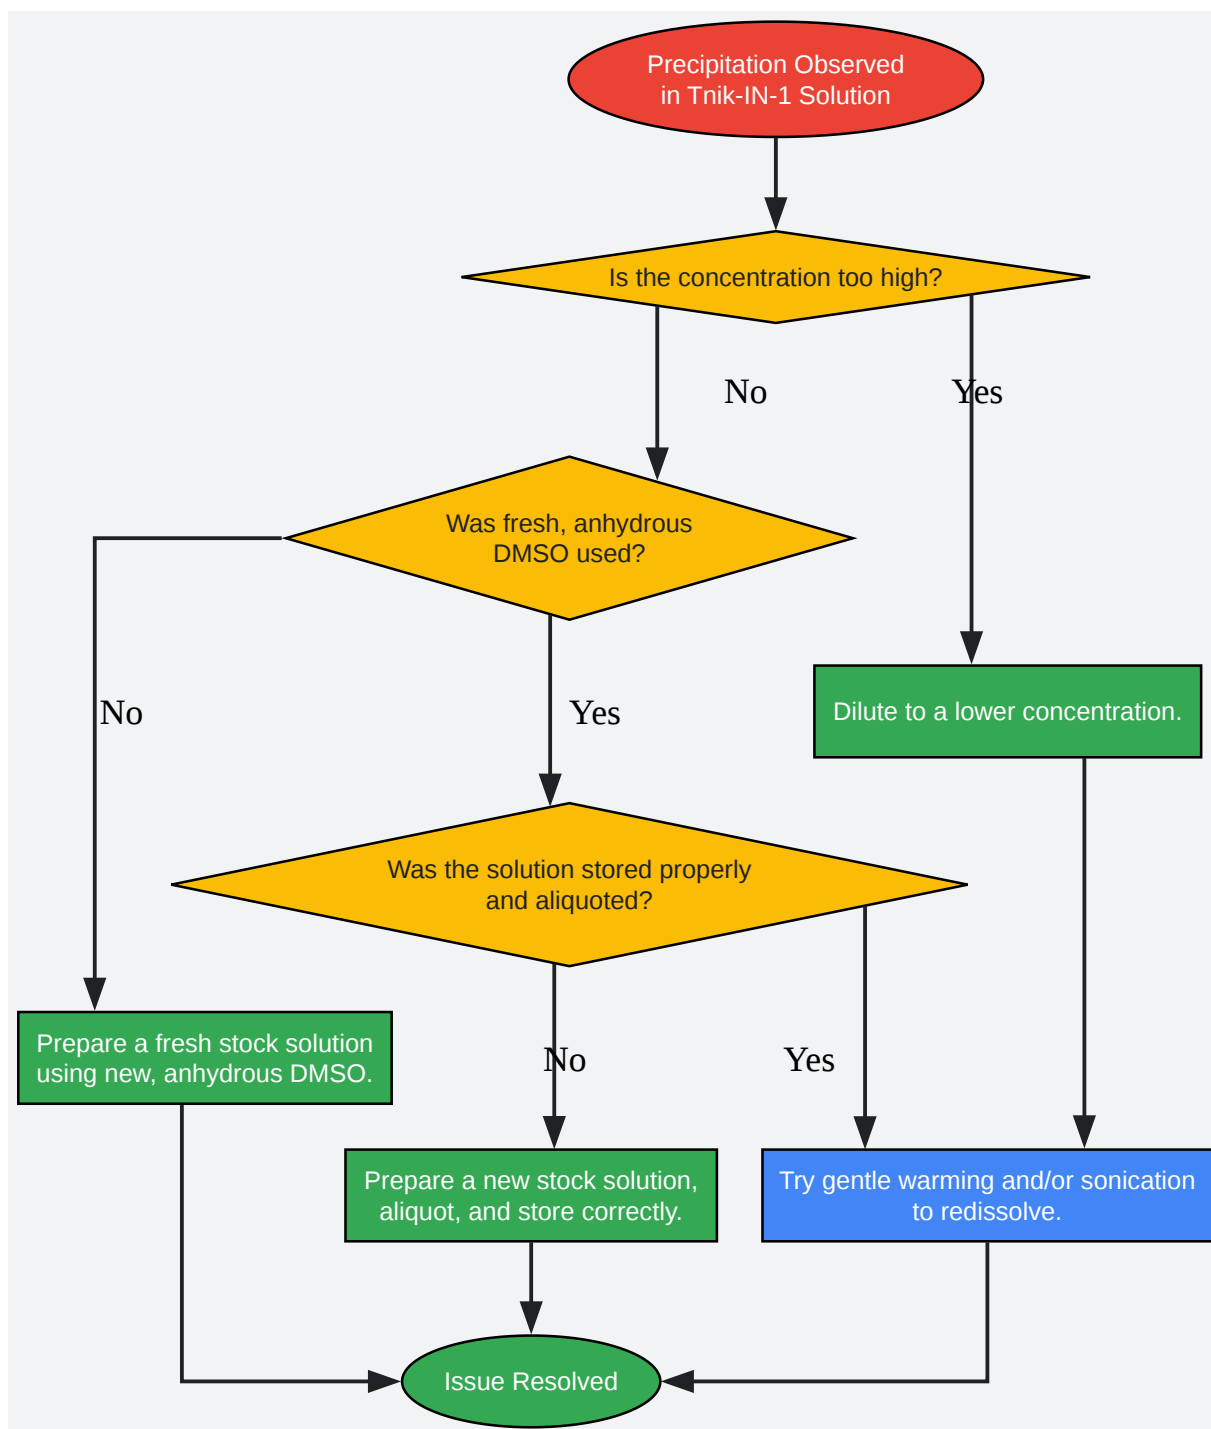 Precipitation Observed
in Tnik-IN-1 Solution
Is the concentration too high?
No
Yes
Was fresh, anhydrous
DMSO used?
No
Yes
Dilute to a lower concentration.
Was the solution stored properly
and aliquoted?
Prepare a fresh stock solution
using new, anhydrous DMSO.
No
Yes
Prepare a new stock solution,
aliquot, and store correctly.
Try gentle warming and/or sonication
to redissolve.
Issue Resolved